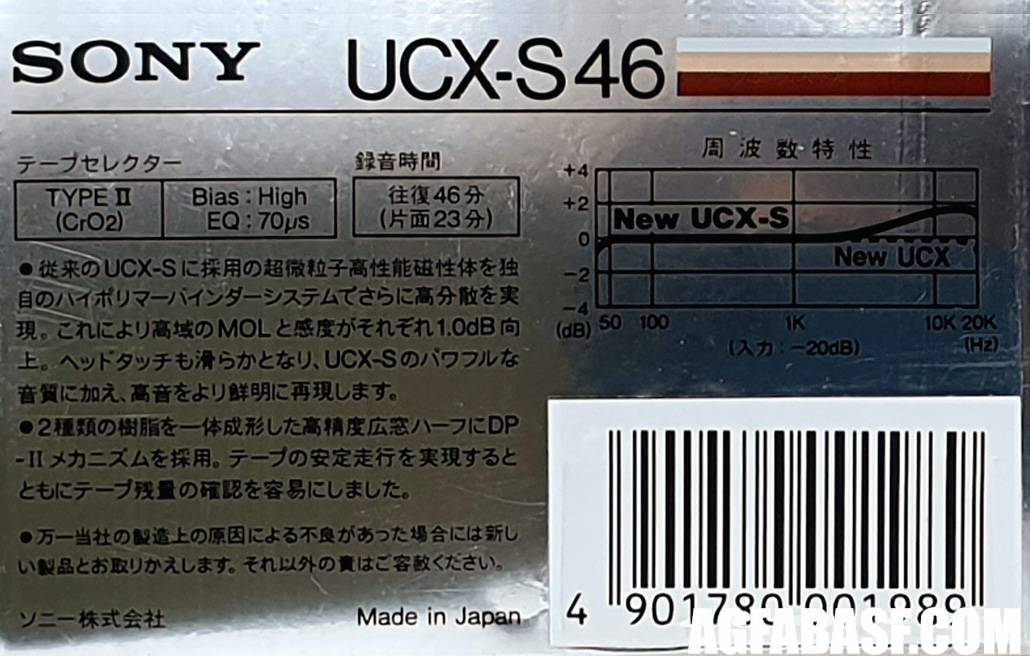 SONY UCX-S46
テープセレクター
TYPE II
(CrO2)
Bias : High
EQ : 70μs
録音時間
往復46分
(片面23分)
●従来のUCX-Sに採用の超微粒子高性能磁性体を独
自のハイポリマーバインダーシステムでさらに高分散を実
現。これにより高域のMOLと感度がそれぞれ1.0dB向
上。ヘッドタッチも滑らかとなり、UCX-Sのパワフルな
音質に加え、高音をより鮮明に再現します。
●2種類の樹脂を一体成形した高精度広窓ハーフにDP
-IIメカニズムを採用。テープの安定走行を実現すると
ともにテープ残量の確認を容易にしました。
●万一当社の製造上の原因による不良があった場合には新し
い製品とお取りかえします。それ以外の責はご容赦ください。
ソニー株式会社 Made in Japan
周波数特性
+4
+2
0
−2
−4
(dB)
New UCX-S
New UCX
50 100 1K 10K 20K
(Hz)
(入力:−20dB)
4 901780 001989
AGFABASF.COM